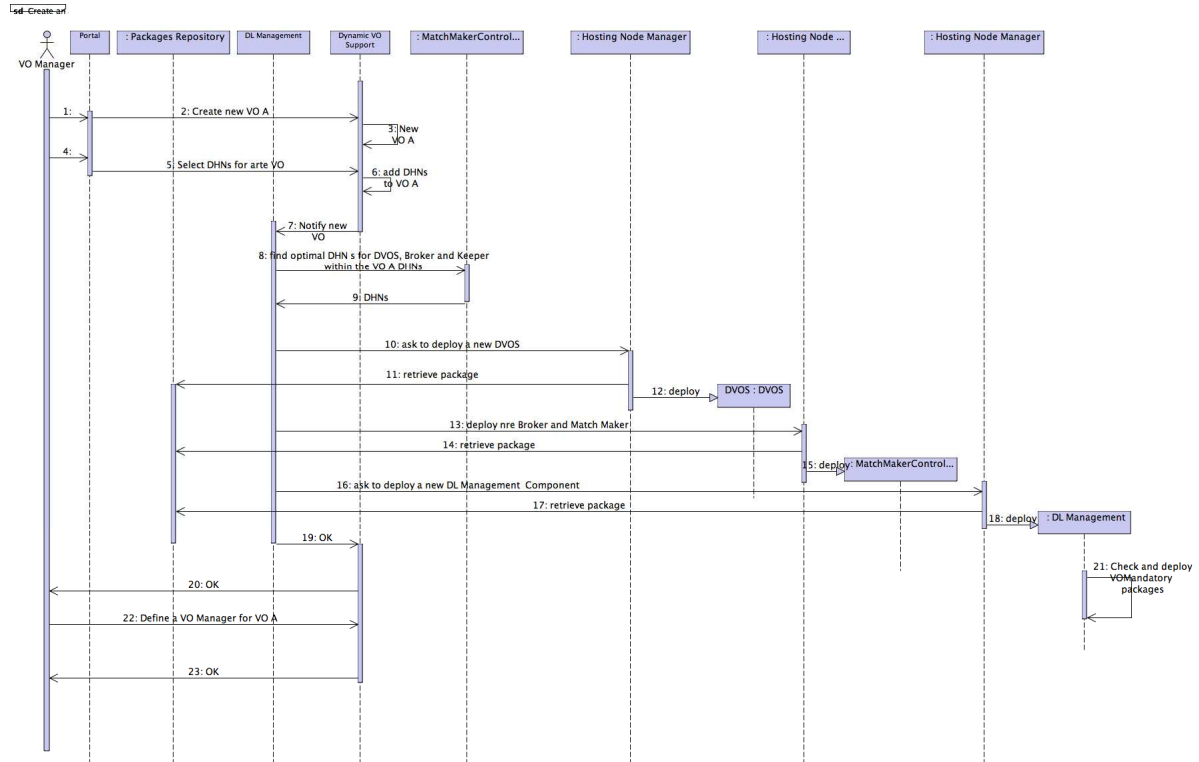 sd Create an
Portal
: Packages Repository
DL Management
Dynamic VO
Support
: MatchMakerControl...
: Hosting Node Manager
: Hosting Node ...
: Hosting Node Manager
VO Manager
1:
2: Create new VO A
3: New
VO A
4:
5: Select DHNs for arte VO
6: add DHNs
to VO A
7: Notify new
VO
8: find optimal DHN s for DVOS, Broker and Keeper
within the VO A DHNs
9: DHNs
10: ask to deploy a new DVOS
11: retrieve package
12: deploy
DVOS : DVOS
13: deploy nre Broker and Match Maker
14: retrieve package
15: deploy
: MatchMakerControl...
16: ask to deploy a new DL Management Component
17: retrieve package
18: deploy
: DL Management
19: OK
21: Check and deploy
VOMandatory
packages
20: OK
22: Define a VO Manager for VO A
23: OK